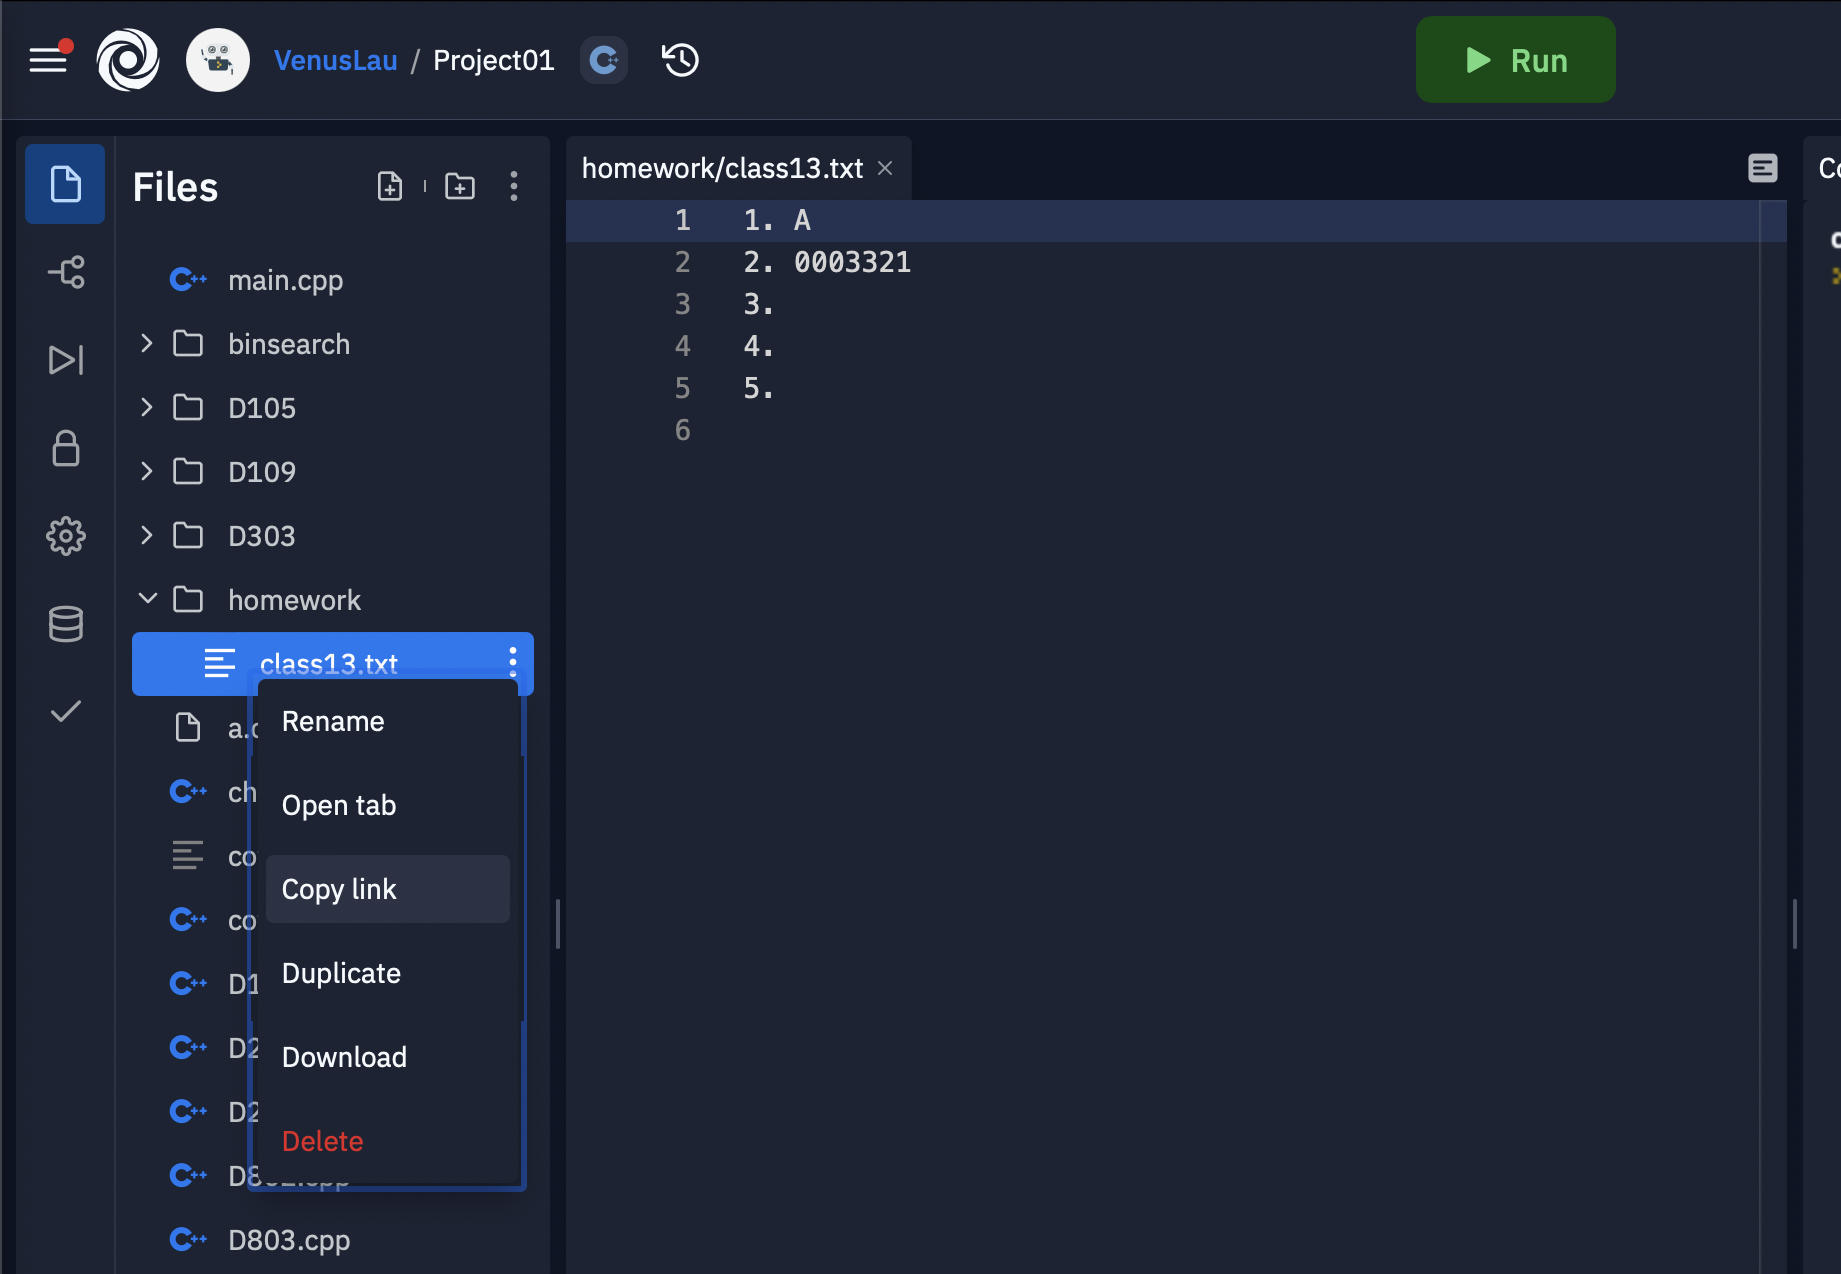 VenusLau / Project01
Run
Files
main.cpp
binsearch
D105
D109
D303
homework
class13.txt
Rename
Open tab
Copy link
Duplicate
Download
Delete
D803.cpp
homework/class13.txt
1 1. A
2 2. 0003321
3 3.
4 4.
5 5.
6